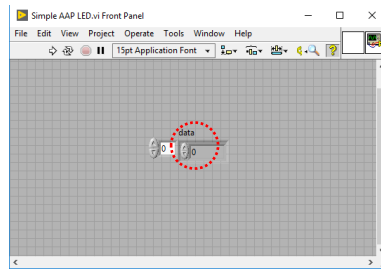 Simple AAP LED.vi Front Panel
File Edit View Project Operate Tools Window Help
15pt Application Font
data
0 0